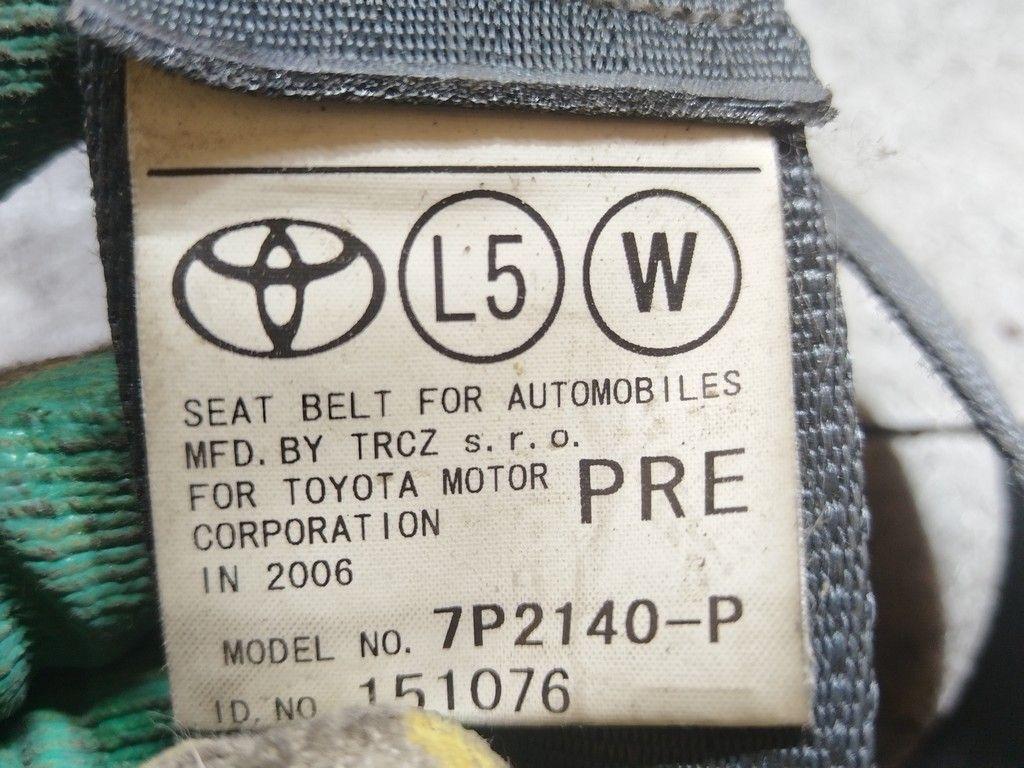 L5 W
SEAT BELT FOR AUTOMOBILES
MFD. BY TRCZ s. r. o.
FOR TOYOTA MOTOR
CORPORATION
PRE
IN 2006
MODEL NO. 7P2140-P
ID. NO 151076